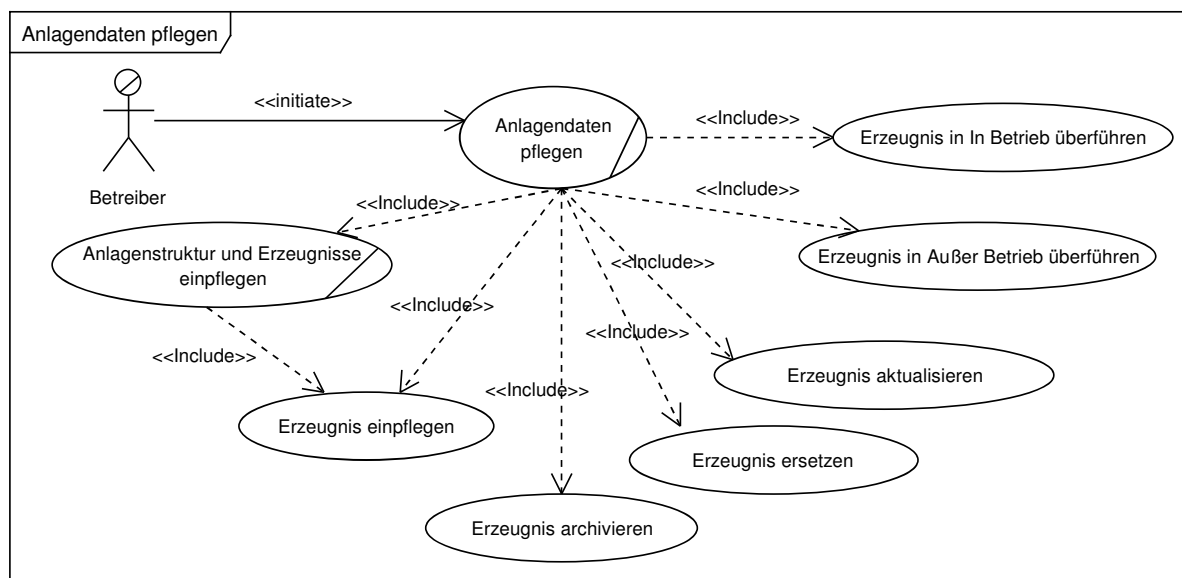 Anlagendaten pflegen
<<initiate>>
Anlagendaten
pflegen
<<Include>>
Erzeugnis in In Betrieb überführen
Betreiber
<<Include>>
<<Include>>
Anlagenstruktur und Erzeugnisse
einpflegen
Erzeugnis in Außer Betrieb überführen
<<Include>>
<<Include>>
<<Include>>
<<Include>>
Erzeugnis aktualisieren
<<Include>>
Erzeugnis einpflegen
Erzeugnis ersetzen
Erzeugnis archivieren